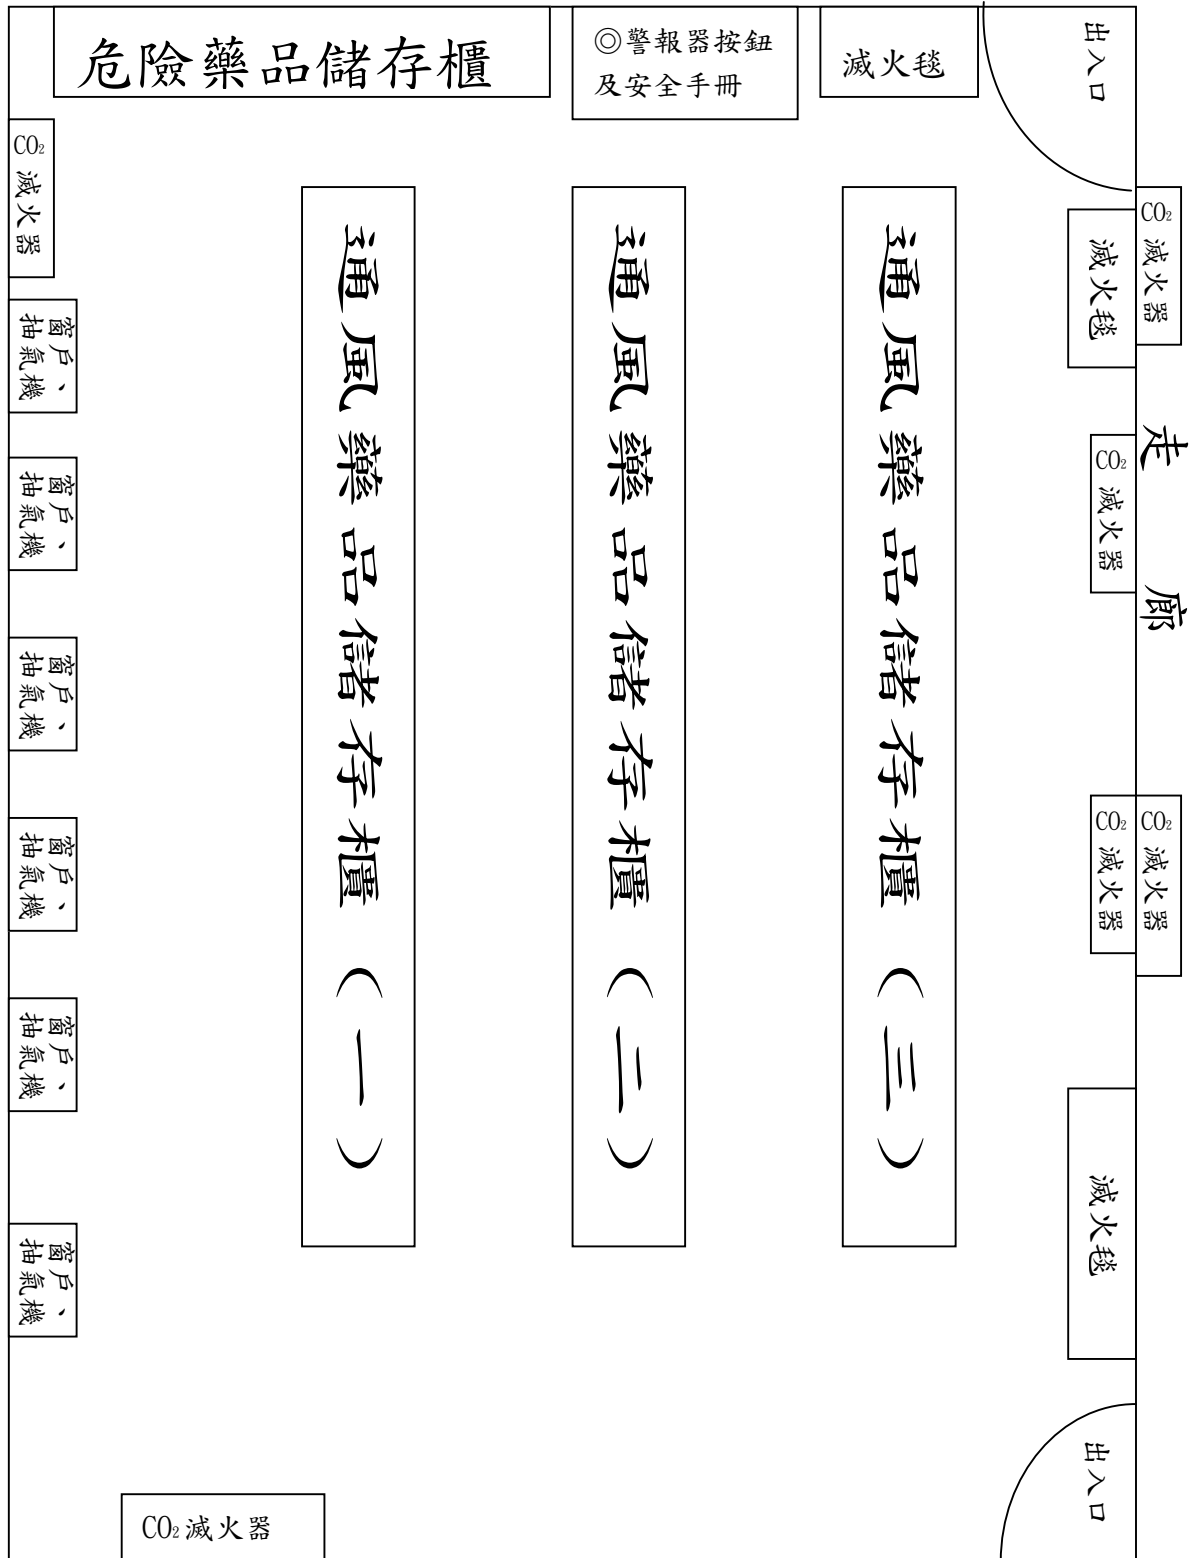 危險藥品儲存櫃
◎警報器按鈕
及安全手冊
滅火毯
出入口
CO₂ 滅火器
CO₂ 滅火器
滅火毯
窗戶、
抽氣機
通風藥品儲存櫃（一）
通風藥品儲存櫃（二）
通風藥品儲存櫃（三）
走廊
CO₂ 滅火器
窗戶、
抽氣機
窗戶、
抽氣機
窗戶、
抽氣機
CO₂ 滅火器
CO₂ 滅火器
窗戶、
抽氣機
滅火毯
窗戶、
抽氣機
出入口
CO₂滅火器